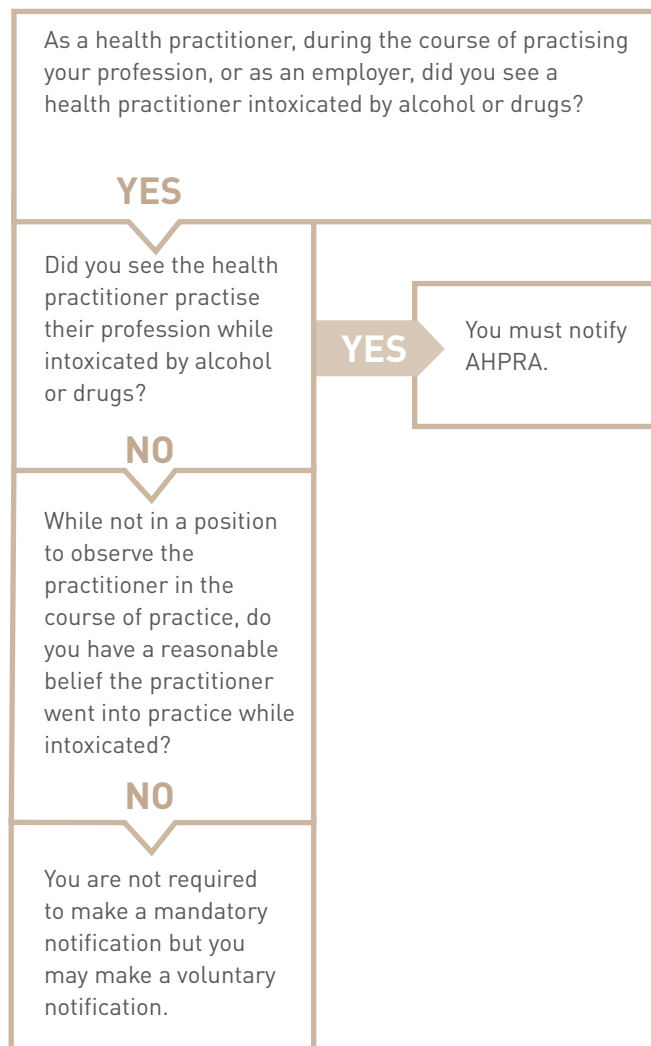 As a health practitioner, during the course of practising
your profession, or as an employer, did you see a
health practitioner intoxicated by alcohol or drugs?
YES
Did you see the health
practitioner practise
their profession while
intoxicated by alcohol
or drugs?
YES
You must notify
AHPRA.
NO
While not in a position
to observe the
practitioner in the
course of practice, do
you have a reasonable
belief the practitioner
went into practice while
intoxicated?
NO
You are not required
to make a mandatory
notification but you
may make a voluntary
notification.